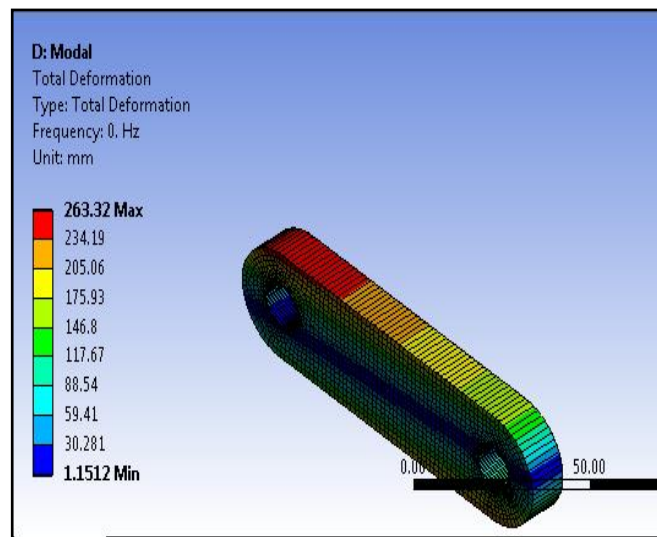 D: Modal
Total Deformation
Type: Total Deformation
Frequency: 0. Hz
Unit: mm
263.32 Max
234.19
205.06
175.93
146.8
117.67
88.54
59.41
30.281
1.1512 Min
0.00
50.00